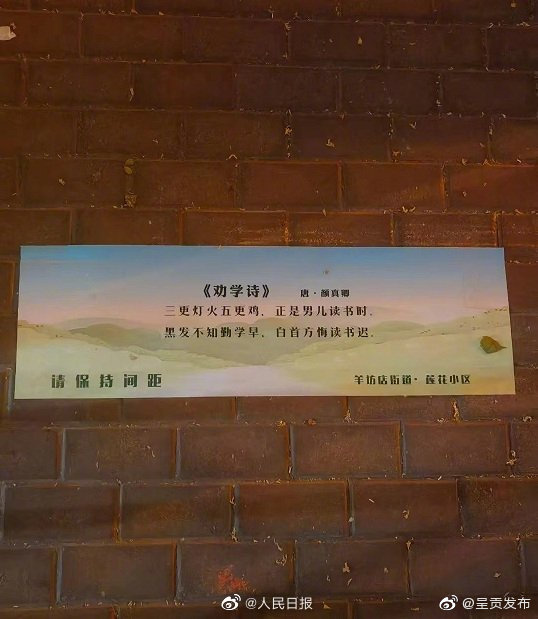 《劝学诗》 唐·颜真卿
三更灯火五更鸡，正是男儿读书时.
黑发不知勤学早，白首方悔读书迟.
请保持间距 羊坊店街道·莲花小区
@人民日报 @呈贡发布